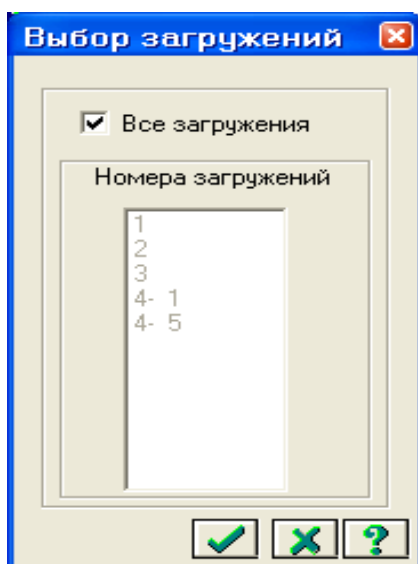 Выбор загружений
Все загружения
Номера загружений
1
2
3
4- 1
4- 5
?